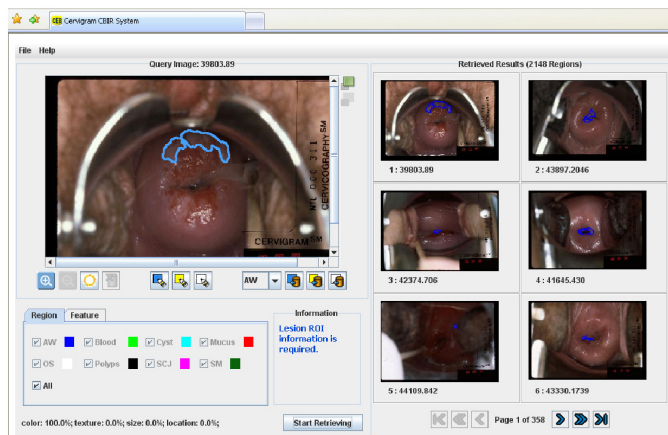 CEB Cervigram CBIR System
File Help
Query Image: 39803.89
CERVICOGRAPHY SM
CERVIGRAM SM
AW
Region Feature
AW Blood Cyst Mucus
OS Polyps SCJ SM
All
Information
Lesion ROI
information is
required.
color: 100.0%; texture: 0.0%; size: 0.0%; location: 0.0%;
Start Retrieving
Retrieved Results (2148 Regions)
1 : 39803.89
2 : 43897.2046
3 : 42374.706
4 : 41645.430
5 : 44109.842
6 : 43330.1739
Page 1 of 358